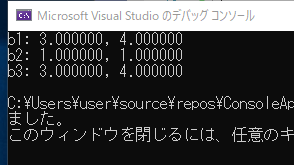 Microsoft Visual Studio のデバッグ コンソール
b1: 3.000000, 4.000000
b2: 1.000000, 1.000000
b3: 3.000000, 4.000000
C:¥Users¥user¥source¥repos¥ConsoleAp
ました。
このウィンドウを閉じるには、任意のキ